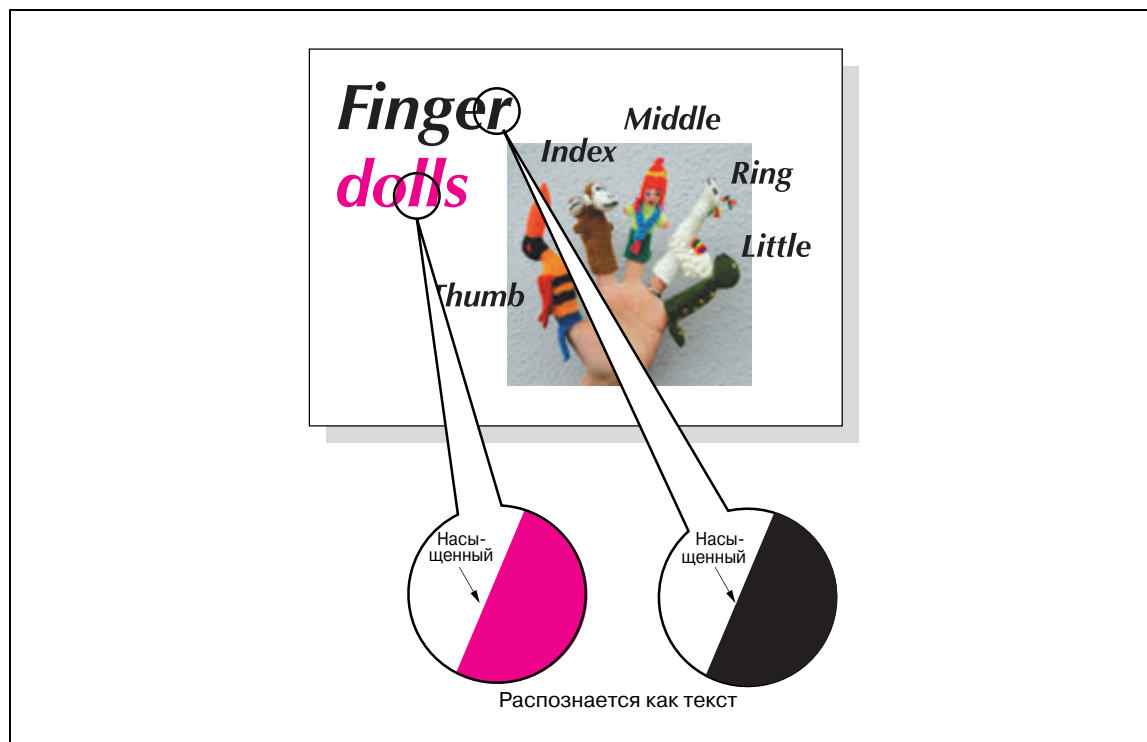 Finger
dolls
Middle
Index
Ring
Little
Thumb
Насы-
щенный
Насы-
щенный
Распознается как текст